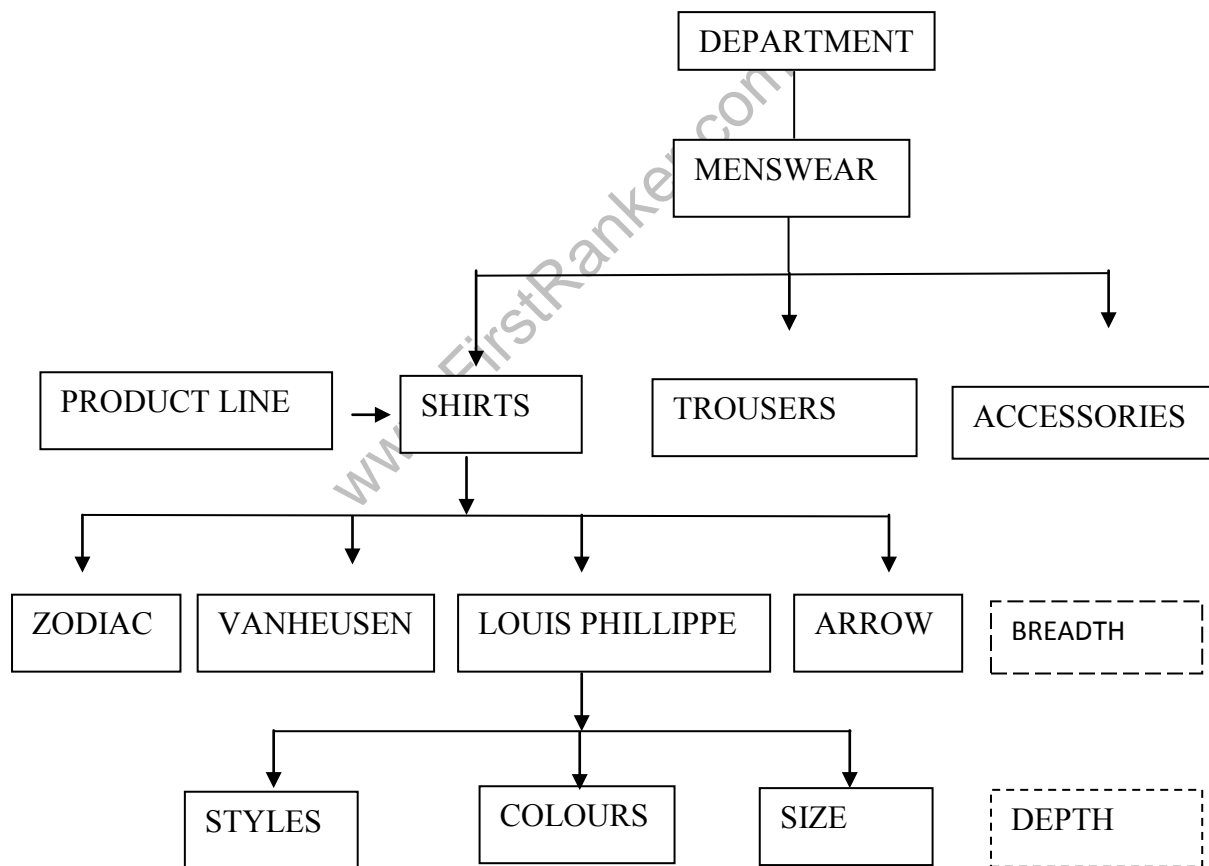 DEPARTMENT
MENSWEAR
PRODUCT LINE
SHIRTS
TROUSERS
ACCESSORIES
ZODIAC
VANHEUSEN
LOUIS PHILLIPPE
ARROW
BREADTH
STYLES
COLOURS
SIZE
DEPTH
www.FirstRanker.com